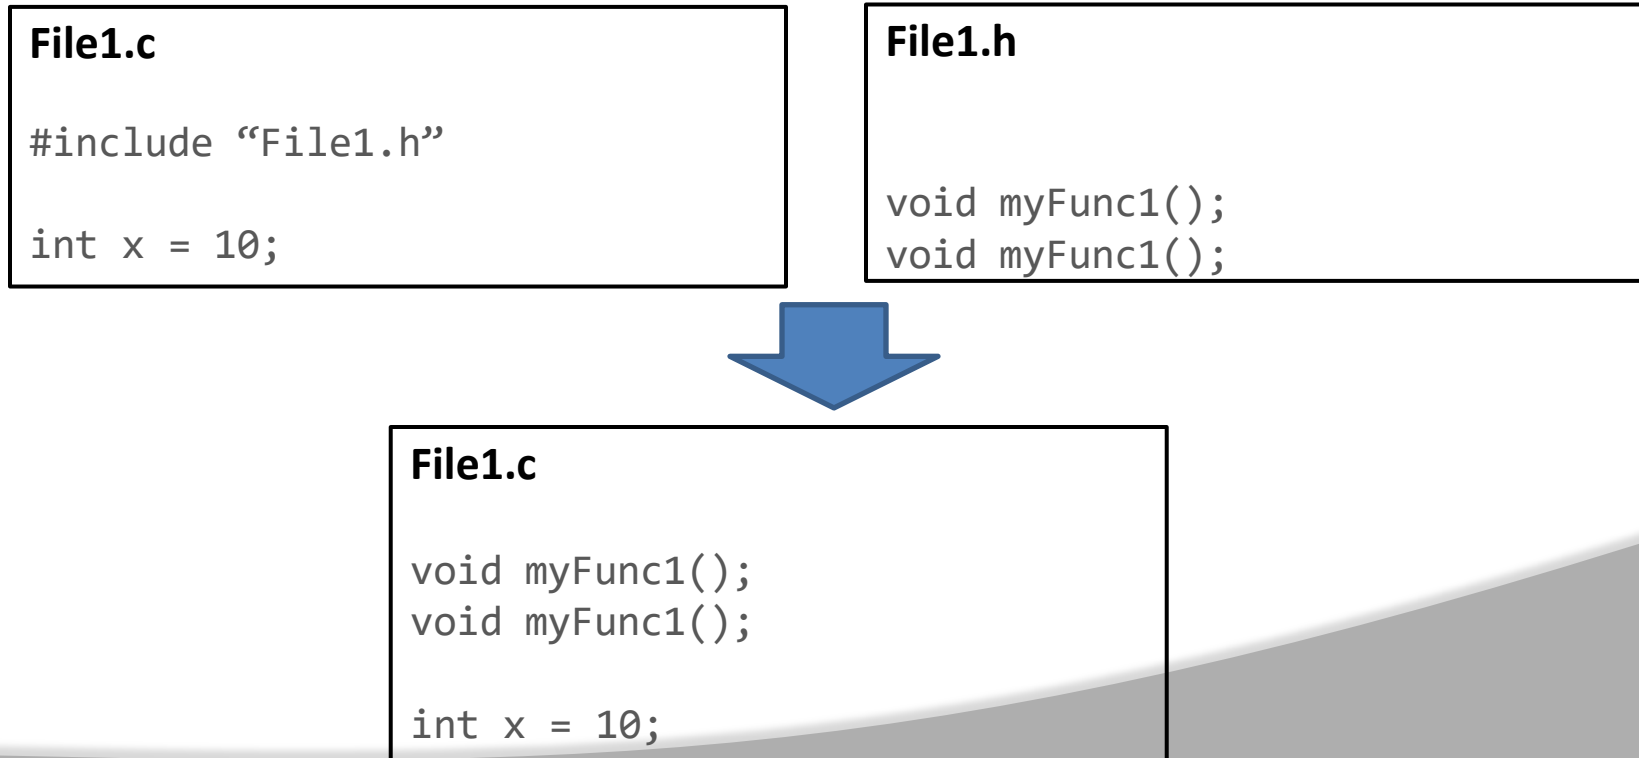 File1.c
#include “File1.h”
int x = 10;
File1.h
void myFunc1();
void myFunc1();
File1.c
void myFunc1();
void myFunc1();
int x = 10;